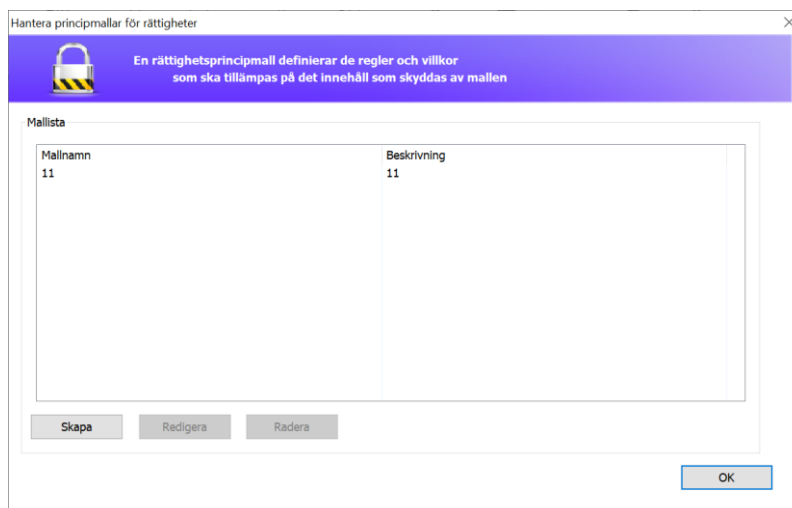 Hantera principmallar för rättigheter
En rättighetsprincipmall definierar de regler och villkor
som ska tillämpas på det innehåll som skyddas av mallen
Mallista
Mallnamn Beskrivning
11 11
Skapa Redigera Radera
OK